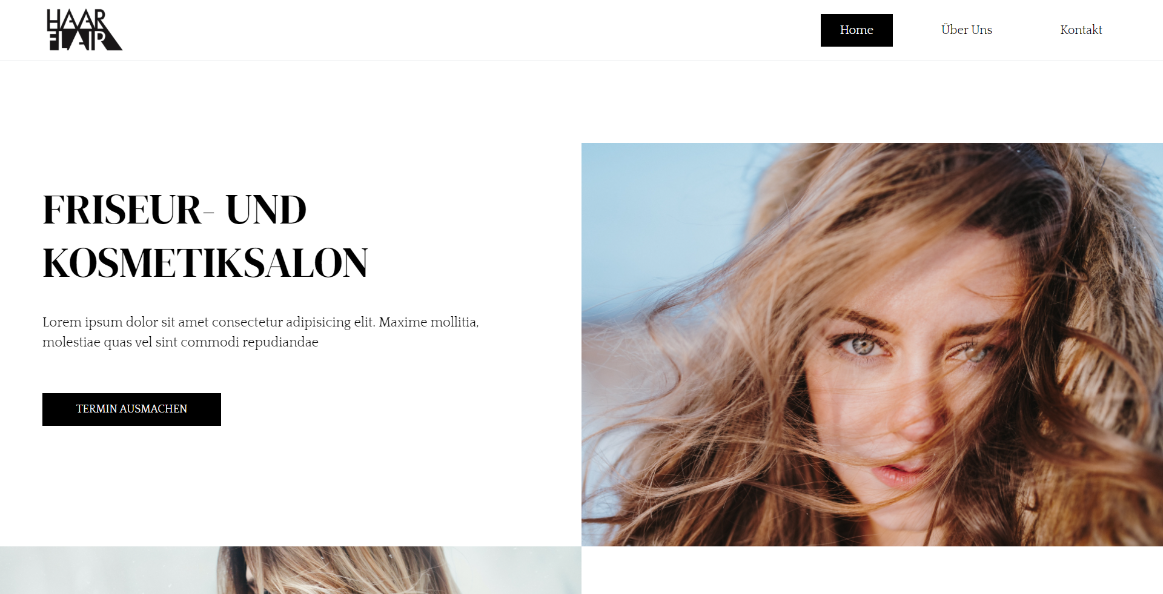 HAAR
FLAIR
Home
Über Uns
Kontakt
FRISEUR- UND
KOSMETIKSALON
Lorem ipsum dolor sit amet consectetur adipisicing elit. Maxime mollitia,
molestiae quas vel sint commodi repudiandae
TERMIN AUSMACHEN